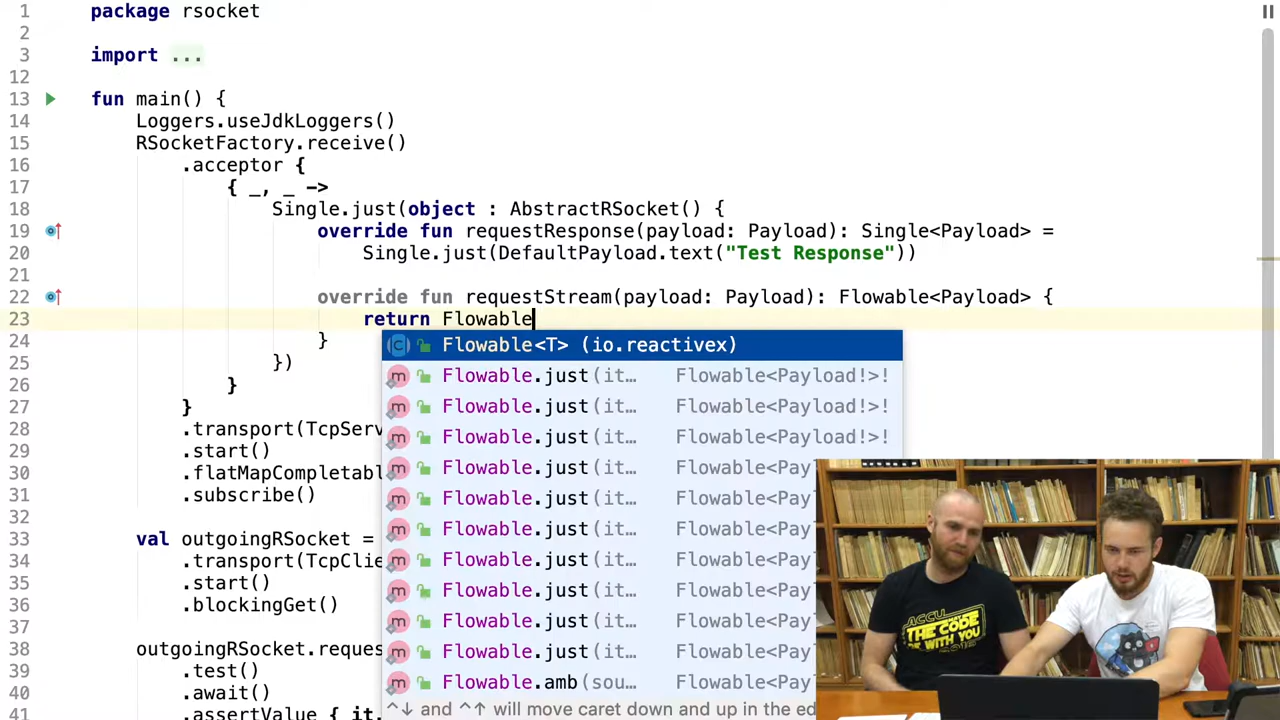 1 package rsocket
2
3 import ...
12
13 fun main() {
14 Loggers.useJdkLoggers()
15 RSocketFactory.receive()
16 .acceptor {
17 { _, _ ->
18 Single.just(object : AbstractRSocket() {
19 override fun requestResponse(payload: Payload): Single<Payload> =
20 Single.just(DefaultPayload.text("Test Response"))
21
22 override fun requestStream(payload: Payload): Flowable<Payload> {
23 return Flowable
24 }
25 })
26 }
27 }
28 .transport(TcpServ
29 .start()
30 .flatMapCompletabl
31 .subscribe()
32
33 val outgoingRSocket =
34 .transport(TcpClie
35 .start()
36 .blockingGet()
37
38 outgoingRSocket.reques
39 .test()
40 .await()
41 .assertValue { it.
Flowable<T> (io.reactivex)
Flowable.just(it… Flowable<Payload!>!
Flowable.just(it… Flowable<Payload!>!
Flowable.just(it… Flowable<Payload!>!
Flowable.just(it… Flowable<Pay
Flowable.just(it… Flowable<Pay
Flowable.just(it… Flowable<Pay
Flowable.just(it… Flowable<Pay
Flowable.just(it… Flowable<Pay
Flowable.just(it… Flowable<Pay
Flowable.just(it… Flowable<Pay
Flowable.amb(sou… Flowable<Pay
^↓ and ^↑ will move caret down and up in the ed
ACCU
THE CODE
BE WITH YOU